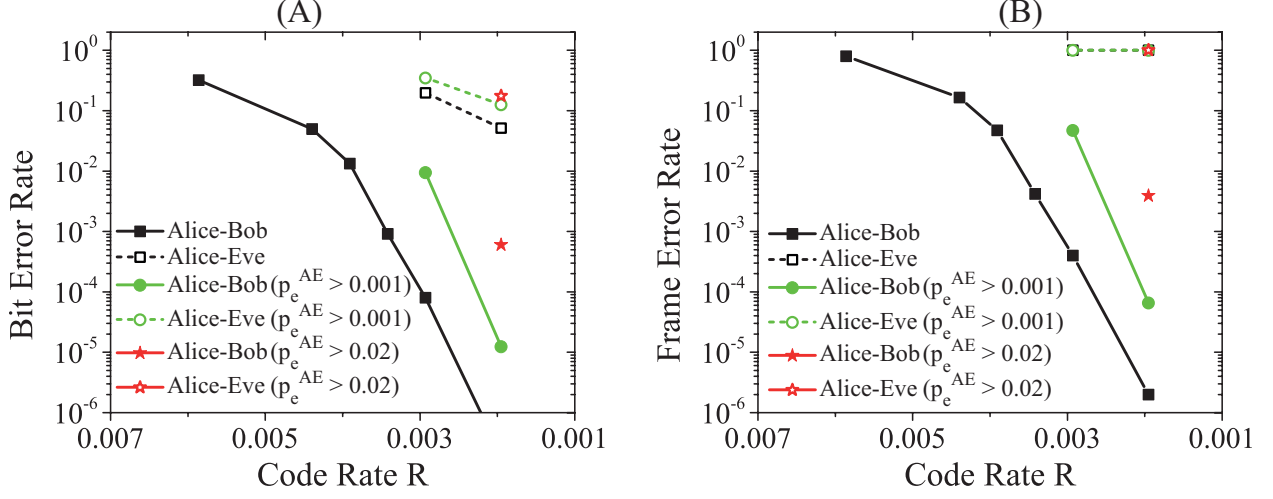 (A)
Bit Error Rate
10^0
10^-1
10^-2
10^-3
10^-4
10^-5
10^-6
Alice-Bob
Alice-Eve
Alice-Bob (p_e^AE > 0.001)
Alice-Eve (p_e^AE > 0.001)
Alice-Bob (p_e^AE > 0.02)
Alice-Eve (p_e^AE > 0.02)
0.007 0.005 0.003 0.001
Code Rate R
(B)
Frame Error Rate
10^0
10^-1
10^-2
10^-3
10^-4
10^-5
10^-6
Alice-Bob
Alice-Eve
Alice-Bob (p_e^AE > 0.001)
Alice-Eve (p_e^AE > 0.001)
Alice-Bob (p_e^AE > 0.02)
Alice-Eve (p_e^AE > 0.02)
0.007 0.005 0.003 0.001
Code Rate R